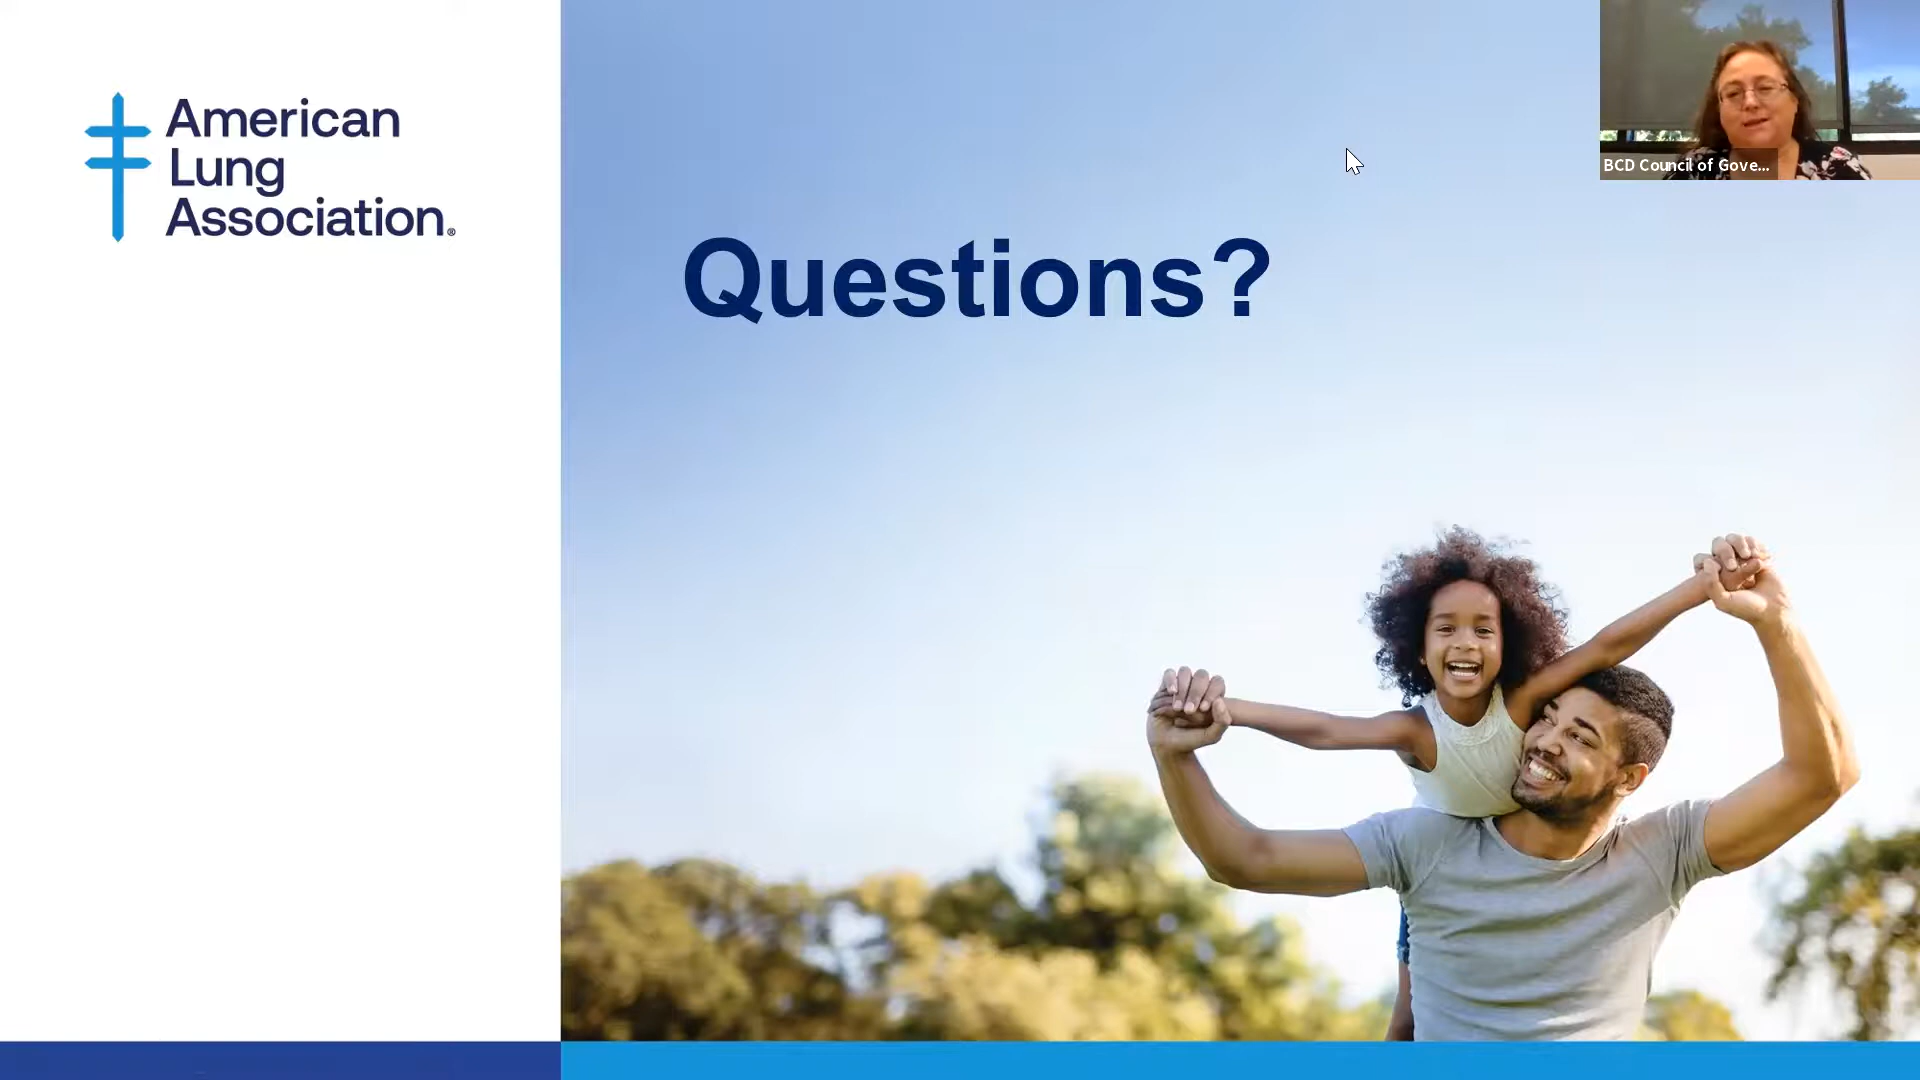 American
Lung
Association®
Questions?
BCD Council of Gove...